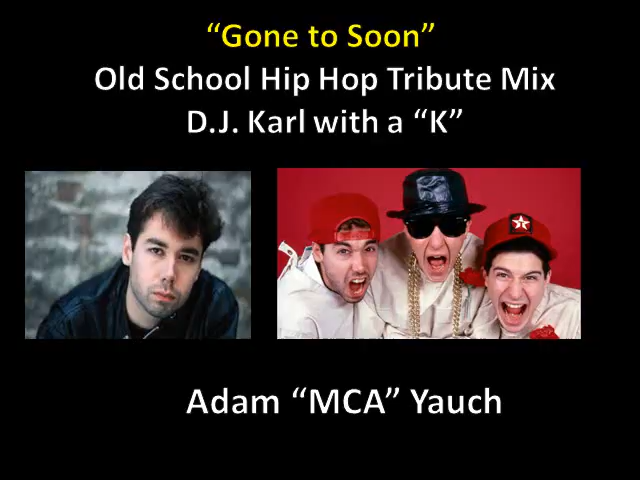 “Gone to Soon”
Old School Hip Hop Tribute Mix
D.J. Karl with a “K”
Adam “MCA” Yauch